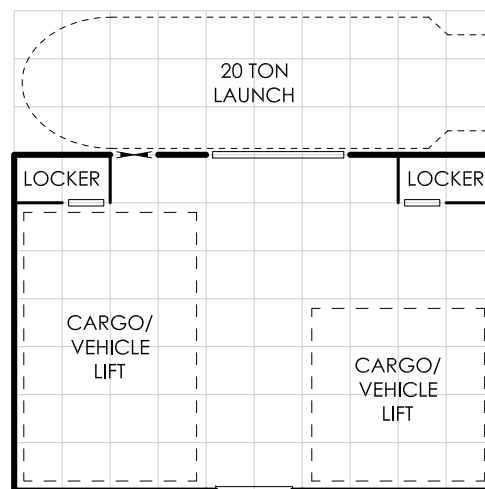 20 TON
LAUNCH
LOCKER
LOCKER
CARGO/
VEHICLE
LIFT
CARGO/
VEHICLE
LIFT